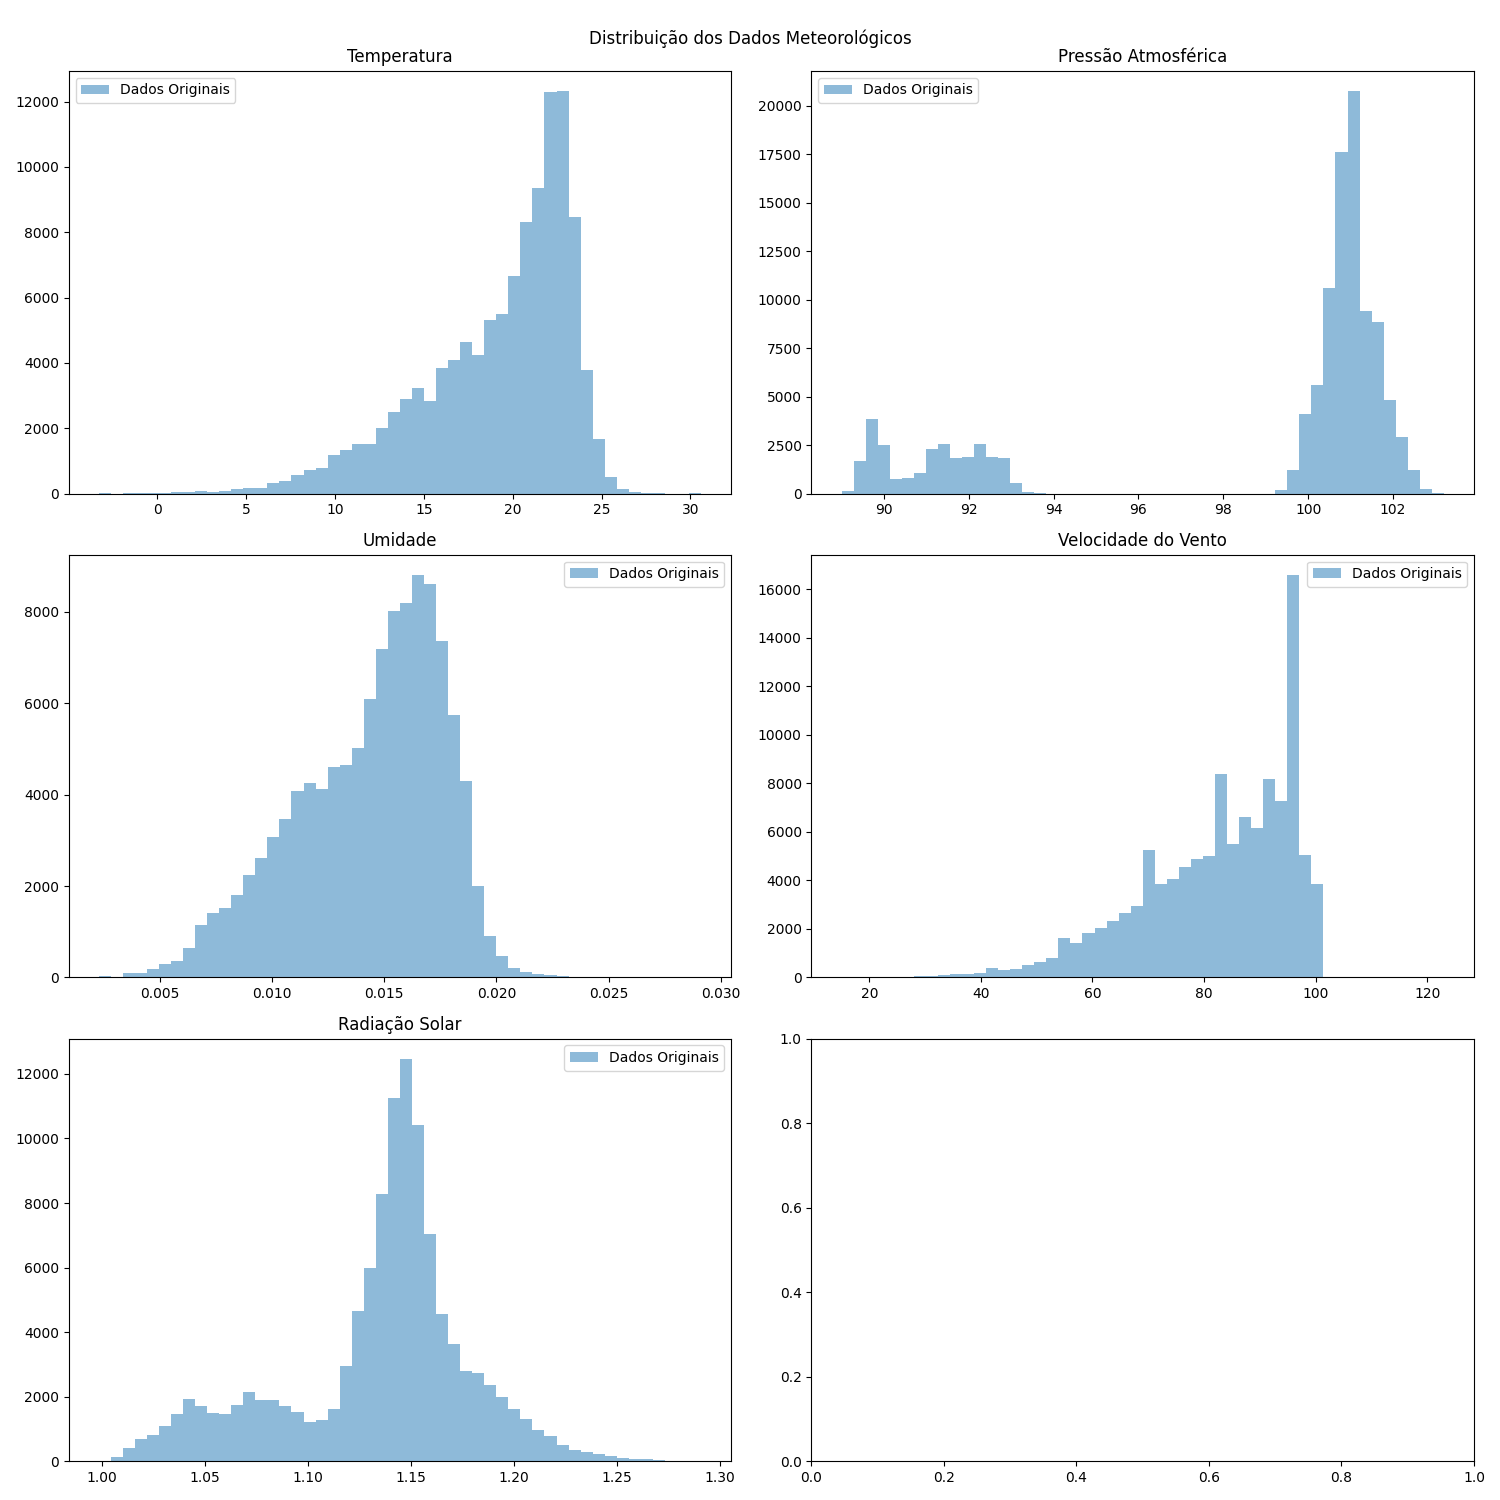 Distribuição dos Dados Meteorológicos
Temperatura
Dados Originais
12000
10000
8000
6000
4000
2000
0
0 5 10 15 20 25 30
Pressão Atmosférica
Dados Originais
20000
17500
15000
12500
10000
7500
5000
2500
0
90 92 94 96 98 100 102
Umidade
Dados Originais
8000
6000
4000
2000
0
0.005 0.010 0.015 0.020 0.025 0.030
Velocidade do Vento
Dados Originais
16000
14000
12000
10000
8000
6000
4000
2000
0
20 40 60 80 100 120
Radiação Solar
Dados Originais
12000
10000
8000
6000
4000
2000
0
1.00 1.05 1.10 1.15 1.20 1.25 1.30
1.0
0.8
0.6
0.4
0.2
0.0
0.0 0.2 0.4 0.6 0.8 1.0